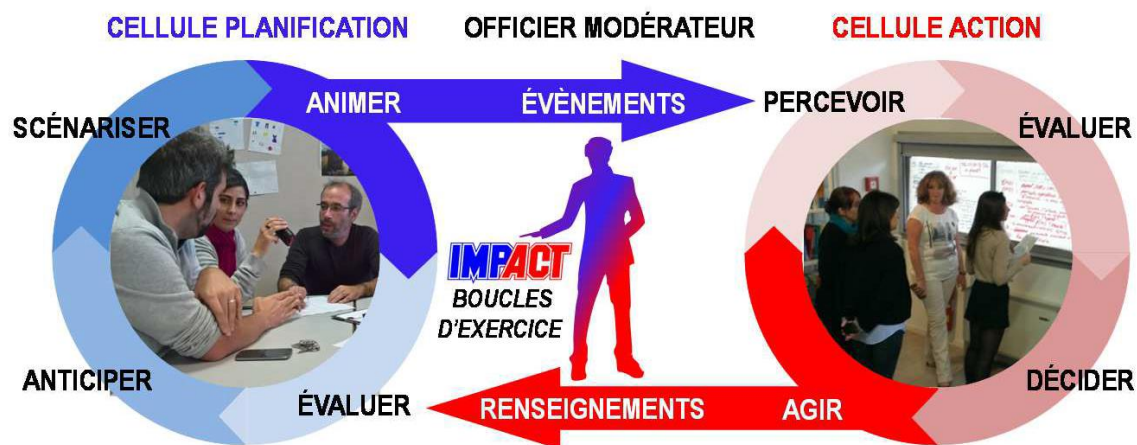 CELLULE PLANIFICATION
OFFICIER MODÉRATEUR
CELLULE ACTION
ANIMER
ÉVÈNEMENTS
PERCEVOIR
SCÉNARISER
ÉVALUER
IMPACT
BOUCLES
D'EXERCICE
ANTICIPER
ÉVALUER
RENSEIGNEMENTS
AGIR
DÉCIDER